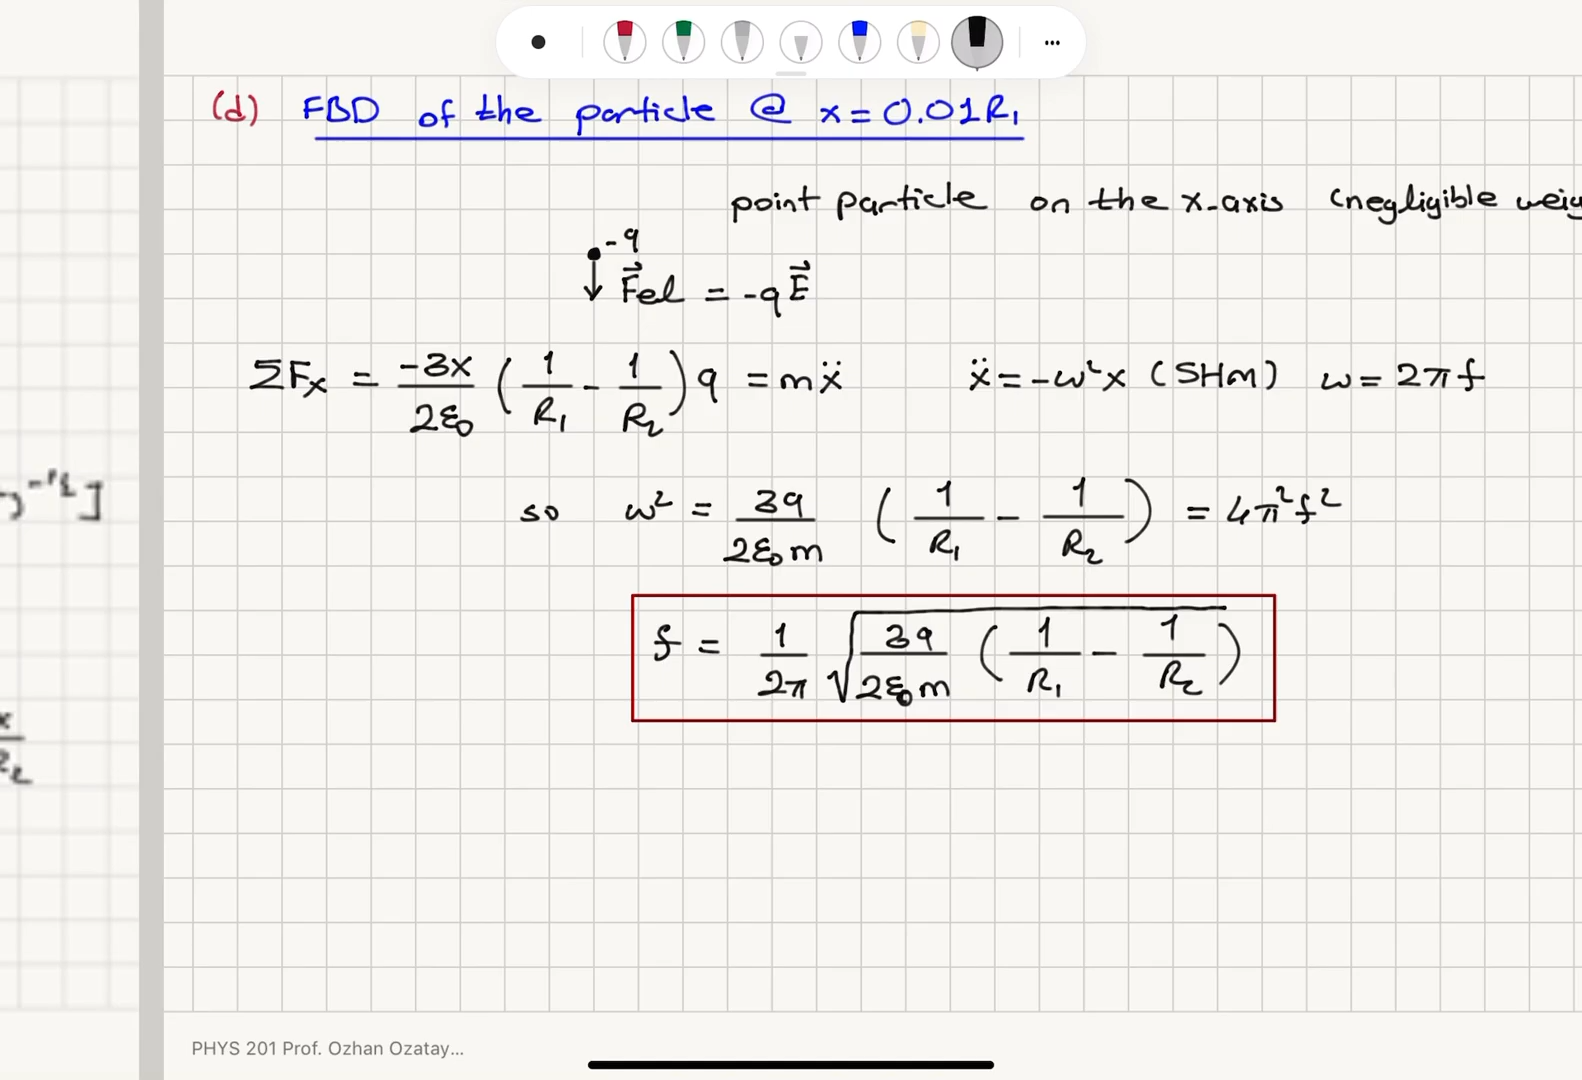 (d) FBD of the particle @ x = 0.01R₁
point particle on the x-axis (negligible
-q
F⃗el = -qE⃗
ΣFx = -3x/2ε₀ (1/R₁ - 1/R₂) q = mẍ ẍ = -ω²x (SHM) ω = 2πf
so ω² = 3q/2ε₀m (1/R₁ - 1/R₂) = 4π²f²
f = 1/2π √(3q/2ε₀m (1/R₁ - 1/R₂))
PHYS 201 Prof. Ozhan Ozatay...